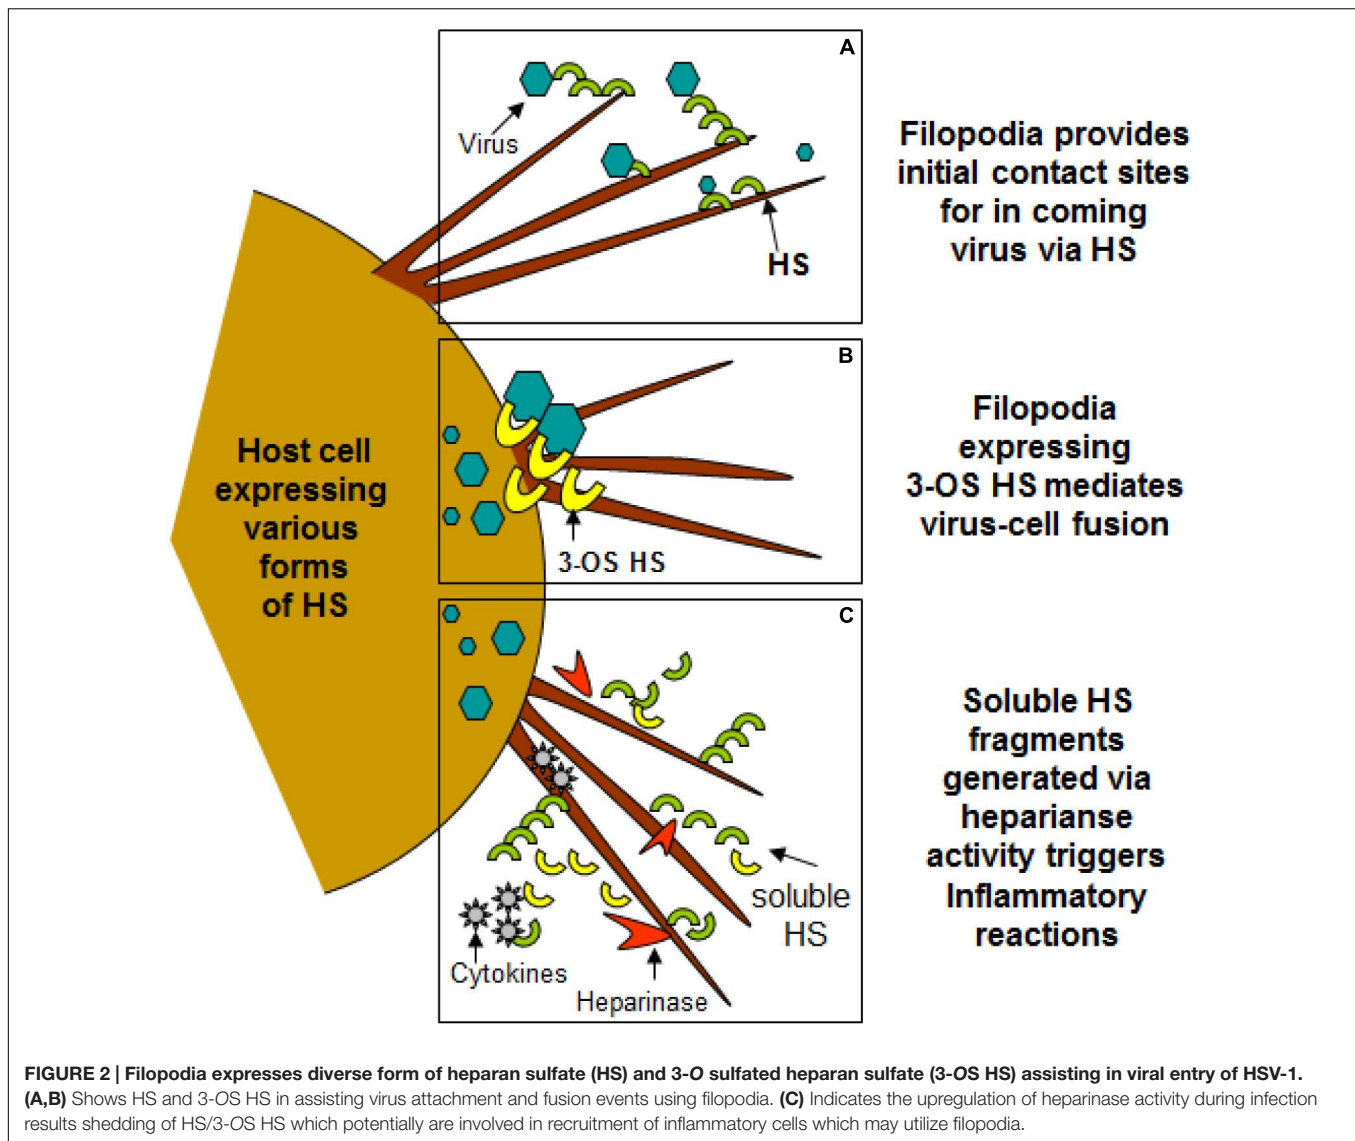 A
Virus
HS
Filopodia provides
initial contact sites
for in coming
virus via HS
B
3-OS HS
Filopodia
expressing
3-OS HS mediates
virus-cell fusion
Host cell
expressing
various
forms
of HS
C
soluble
HS
Cytokines
Heparinase
Soluble HS
fragments
generated via
heparianse
activity triggers
Inflammatory
reactions
FIGURE 2 | Filopodia expresses diverse form of heparan sulfate (HS) and 3-O sulfated heparan sulfate (3-OS HS) assisting in viral entry of HSV-1.
(A,B) Shows HS and 3-OS HS in assisting virus attachment and fusion events using filopodia. (C) Indicates the upregulation of heparinase activity during infection
results shedding of HS/3-OS HS which potentially are involved in recruitment of inflammatory cells which may utilize filopodia.